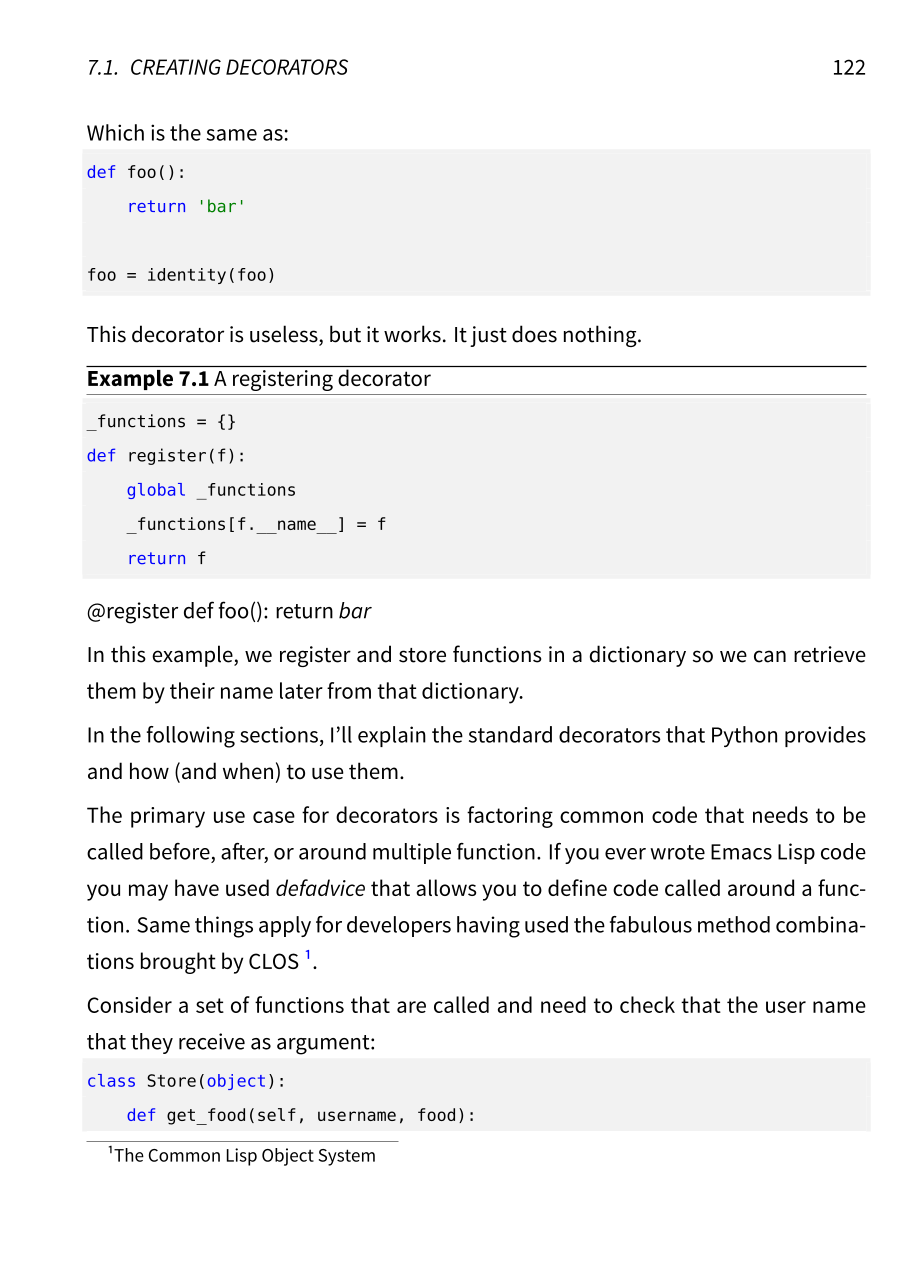 7.1. CREATING DECORATORS 122
Which is the same as:
def foo():
    return 'bar'
foo = identity(foo)
This decorator is useless, but it works. It just does nothing.
Example 7.1 A registering decorator
_functions = {}
def register(f):
    global _functions
    _functions[f.__name__] = f
    return f
@register def foo(): return bar
In this example, we register and store functions in a dictionary so we can retrieve
them by their name later from that dictionary.
In the following sections, I’ll explain the standard decorators that Python provides
and how (and when) to use them.
The primary use case for decorators is factoring common code that needs to be
called before, after, or around multiple function. If you ever wrote Emacs Lisp code
you may have used defadvice that allows you to define code called around a func-
tion. Same things apply for developers having used the fabulous method combina-
tions brought by CLOS 1.
Consider a set of functions that are called and need to check that the user name
that they receive as argument:
class Store(object):
    def get_food(self, username, food):
1The Common Lisp Object System